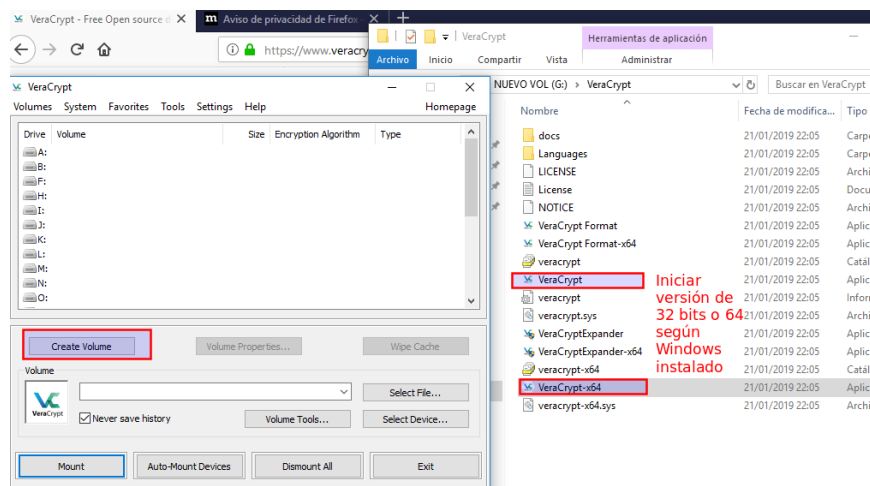 VeraCrypt - Free Open source d
Aviso de privacidad de Firefox -
https://www.veracry
VeraCrypt
Herramientas de aplicación
Archivo Inicio Compartir Vista Administrar
NUEVO VOL (G:) > VeraCrypt
Buscar en VeraCrypt
VeraCrypt
Volumes System Favorites Tools Settings Help Homepage
Drive Volume Size Encryption Algorithm Type
A:
B:
F:
H:
I:
J:
K:
L:
M:
N:
O:
Create Volume
Volume Properties...
Wipe Cache
Volume
VeraCrypt
Select File...
Never save history
Volume Tools...
Select Device...
Mount
Auto-Mount Devices
Dismount All
Exit
Nombre Fecha de modifica... Tipo
docs 21/01/2019 22:05 Carpe
Languages 21/01/2019 22:05 Carpe
LICENSE 21/01/2019 22:05 Archi
License 21/01/2019 22:05 Docu
NOTICE 21/01/2019 22:05 Archi
VeraCrypt Format 21/01/2019 22:05 Aplic
VeraCrypt Format-x64 21/01/2019 22:05 Aplic
veracrypt 21/01/2019 22:05 Catál
VeraCrypt 21/01/2019 22:05 Aplic
veracrypt 21/01/2019 22:05 Infor
veracrypt.sys 21/01/2019 22:05 Archi
VeraCryptExpander 21/01/2019 22:05 Aplic
VeraCryptExpander-x64 21/01/2019 22:05 Aplic
veracrypt-x64 21/01/2019 22:05 Catál
VeraCrypt-x64 21/01/2019 22:05 Aplic
veracrypt-x64.sys 21/01/2019 22:05 Archi
Iniciar
versión de
32 bits o 64
según
Windows
instalado